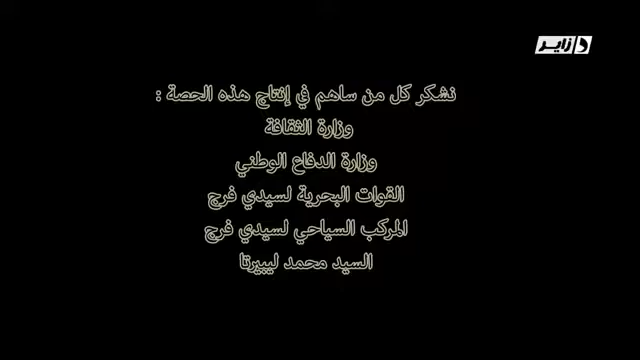 دزاير
نشكر كل من ساهم في إنتاج هذه الحصة :
وزارة الثقافة
وزارة الدفاع الوطني
القوات البحرية لسيدي فرج
المركب السياحي لسيدي فرج
السيد محمد ليبيرتا